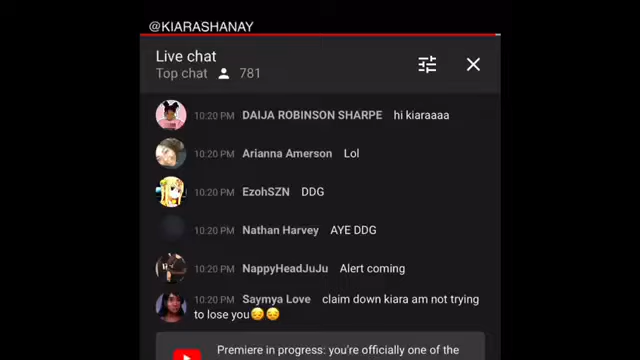 @KIARASHANAY
Live chat
Top chat 781
10:20 PM DAIJA ROBINSON SHARPE hi kiaraaaa
10:20 PM Arianna Amerson Lol
10:20 PM EzohSZN DDG
10:20 PM Nathan Harvey AYE DDG
10:20 PM NappyHeadJuJu Alert coming
10:20 PM Saymya Love claim down kiara am not trying
to lose you😔😔
Premiere in progress: you're officially one of the